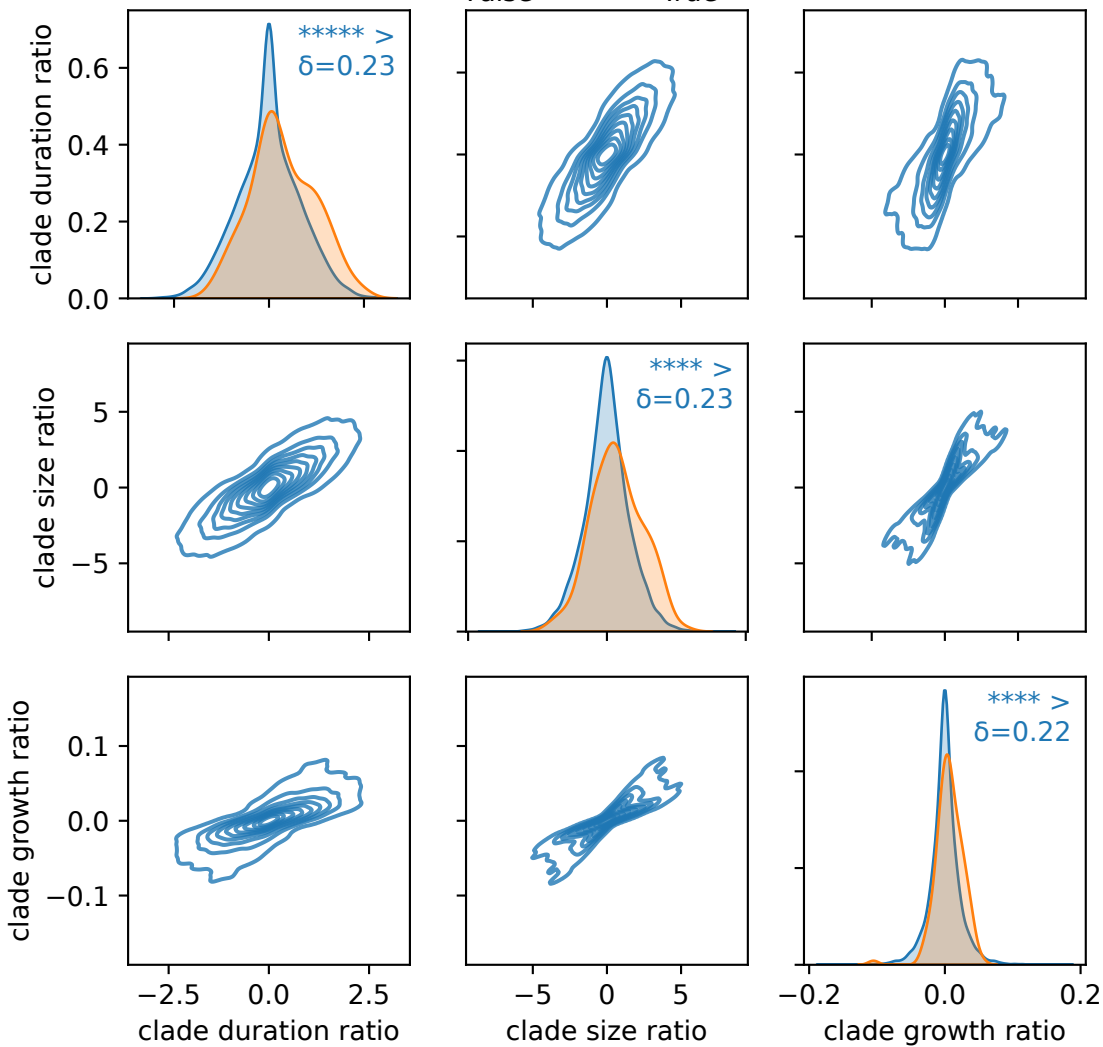 ***** >
δ=0.23
clade duration ratio
0.6
0.4
0.2
0.0
**** >
δ=0.23
clade size ratio
5
0
−5
**** >
δ=0.22
clade growth ratio
0.1
0.0
−0.1
−2.5 0.0 2.5
−5 0 5
−0.2 0.0 0.2
clade duration ratio
clade size ratio
clade growth ratio